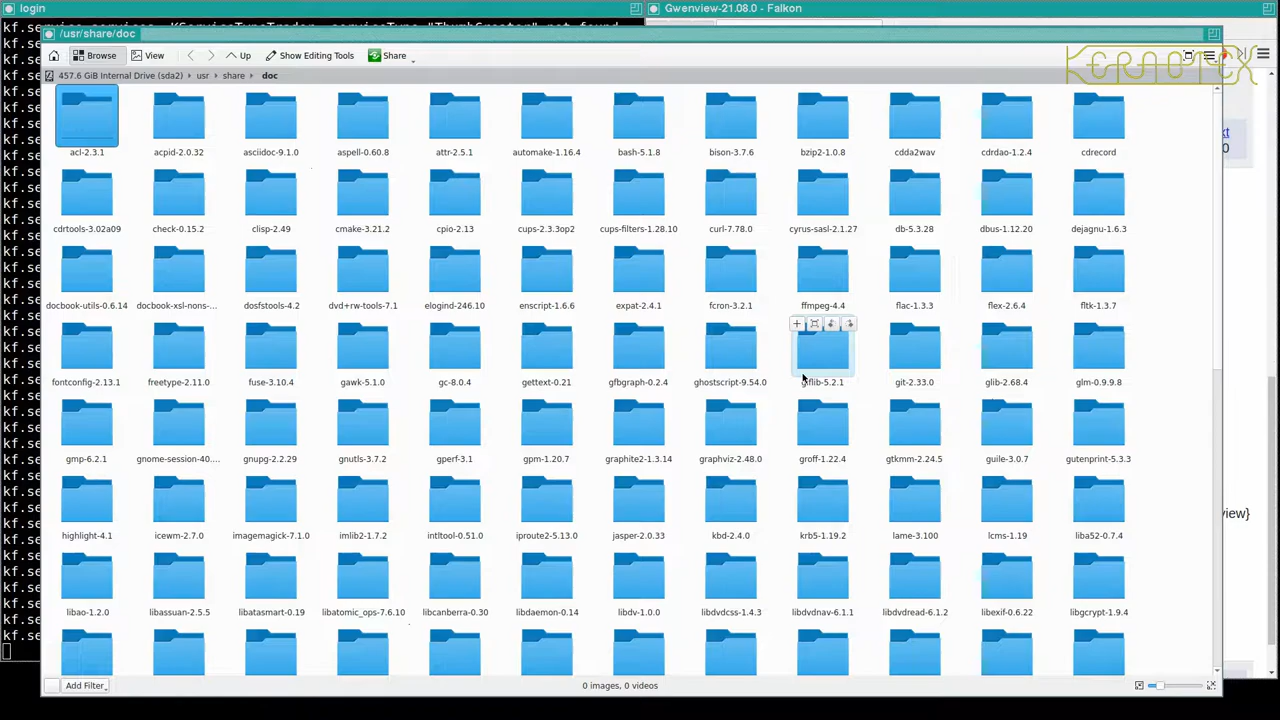 login
Gwenview-21.08.0 - Falkon
kf.service.services: KServiceTypeTrader: serviceType "ThumbCreator" not found
/usr/share/doc
Browse View Up Show Editing Tools Share
KERAOTEX
457.6 GiB Internal Drive (sda2) usr share doc
acl-2.3.1 acpid-2.0.32 asciidoc-9.1.0 aspell-0.60.8 attr-2.5.1 automake-1.16.4 bash-5.1.8 bison-3.7.6 bzip2-1.0.8 cdda2wav cdrdao-1.2.4 cdrecord
cdrtools-3.02a09 check-0.15.2 clisp-2.49 cmake-3.21.2 cpio-2.13 cups-2.3.3op2 cups-filters-1.28.10 curl-7.78.0 cyrus-sasl-2.1.27 db-5.3.28 dbus-1.12.20 dejagnu-1.6.3
docbook-utils-0.6.14 docbook-xsl-nons-... dosfstools-4.2 dvd+rw-tools-7.1 elogind-246.10 enscript-1.6.6 expat-2.4.1 fcron-3.2.1 ffmpeg-4.4 flac-1.3.3 flex-2.6.4 fltk-1.3.7
fontconfig-2.13.1 freetype-2.11.0 fuse-3.10.4 gawk-5.1.0 gc-8.0.4 gettext-0.21 gfbgraph-0.2.4 ghostscript-9.54.0 giflib-5.2.1 git-2.33.0 glib-2.68.4 glm-0.9.9.8
gmp-6.2.1 gnome-session-40.... gnupg-2.2.29 gnutls-3.7.2 gperf-3.1 gpm-1.20.7 graphite2-1.3.14 graphviz-2.48.0 groff-1.22.4 gtkmm-2.24.5 guile-3.0.7 gutenprint-5.3.3
highlight-4.1 icewm-2.7.0 imagemagick-7.1.0 imlib2-1.7.2 intltool-0.51.0 iproute2-5.13.0 jasper-2.0.33 kbd-2.4.0 krb5-1.19.2 lame-3.100 lcms-1.19 liba52-0.7.4
view}
libao-1.2.0 libassuan-2.5.5 libatasmart-0.19 libatomic_ops-7.6.10 libcanberra-0.30 libdaemon-0.14 libdv-1.0.0 libdvdcss-1.4.3 libdvdnav-6.1.1 libdvdread-6.1.2 libexif-0.6.22 libgcrypt-1.9.4
Add Filter 0 images, 0 videos